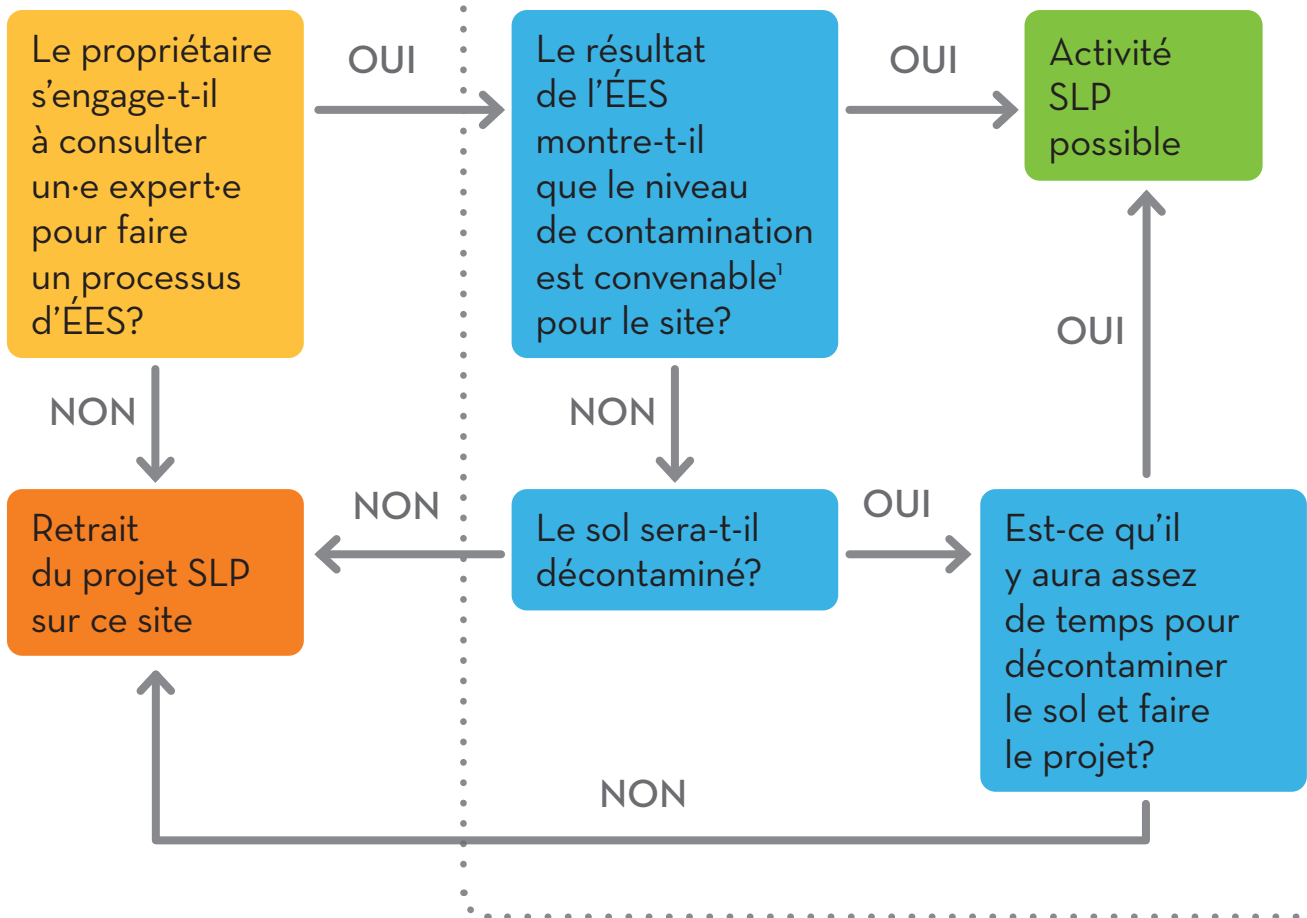 Le propriétaire
s'engage-t-il
à consulter
un·e expert·e
pour faire
un processus
d'ÉES?
OUI
Le résultat
de l'ÉES
montre-t-il
que le niveau
de contamination
est convenable¹
pour le site?
OUI
Activité
SLP
possible
NON
NON
OUI
Retrait
du projet SLP
sur ce site
NON
Le sol sera-t-il
décontaminé?
OUI
Est-ce qu'il
y aura assez
de temps pour
décontaminer
le sol et faire
le projet?
NON